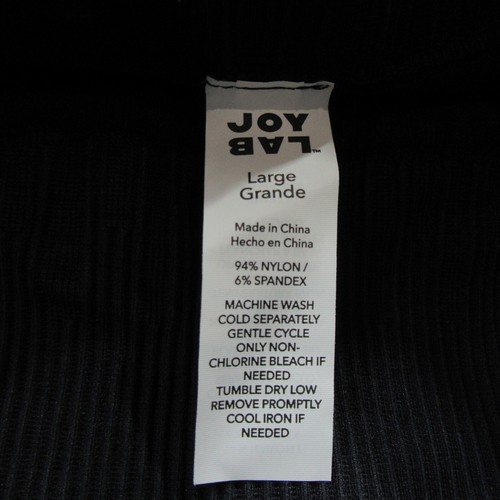 JOY
LAB™
Large
Grande
Made in China
Hecho en China
94% NYLON /
6% SPANDEX
MACHINE WASH
COLD SEPARATELY
GENTLE CYCLE
ONLY NON-
CHLORINE BLEACH IF
NEEDED
TUMBLE DRY LOW
REMOVE PROMPTLY
COOL IRON IF
NEEDED